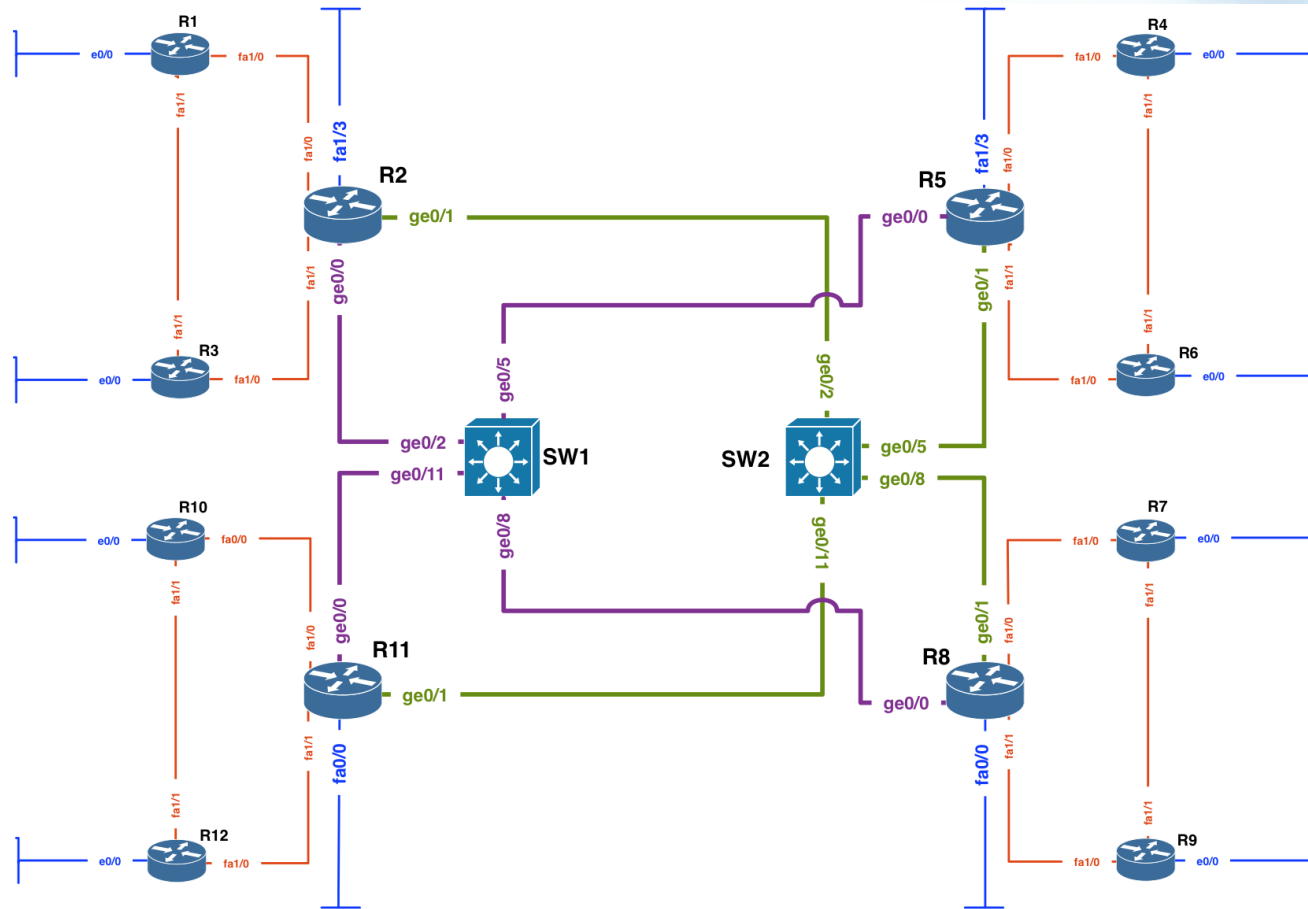 R1
e0/0
fa1/0
fa1/1
fa1/1
R3
e0/0
fa1/0
fa1/0
fa1/1
fa1/3
R2
ge0/1
ge0/0
R4
fa1/0
e0/0
fa1/1
fa1/1
R6
fa1/0
e0/0
fa1/0
fa1/1
fa1/3
R5
ge0/0
ge0/1
ge0/5
ge0/2
ge0/11
ge0/8
SW1
SW2
ge0/2
ge0/5
ge0/8
ge0/11
R10
e0/0
fa0/0
fa1/1
fa1/1
R12
e0/0
fa1/0
fa1/0
fa1/1
ge0/0
R11
ge0/1
fa0/0
R7
fa1/0
e0/0
fa1/1
fa1/1
R9
fa1/0
e0/0
fa1/0
fa1/1
ge0/1
R8
ge0/0
fa0/0